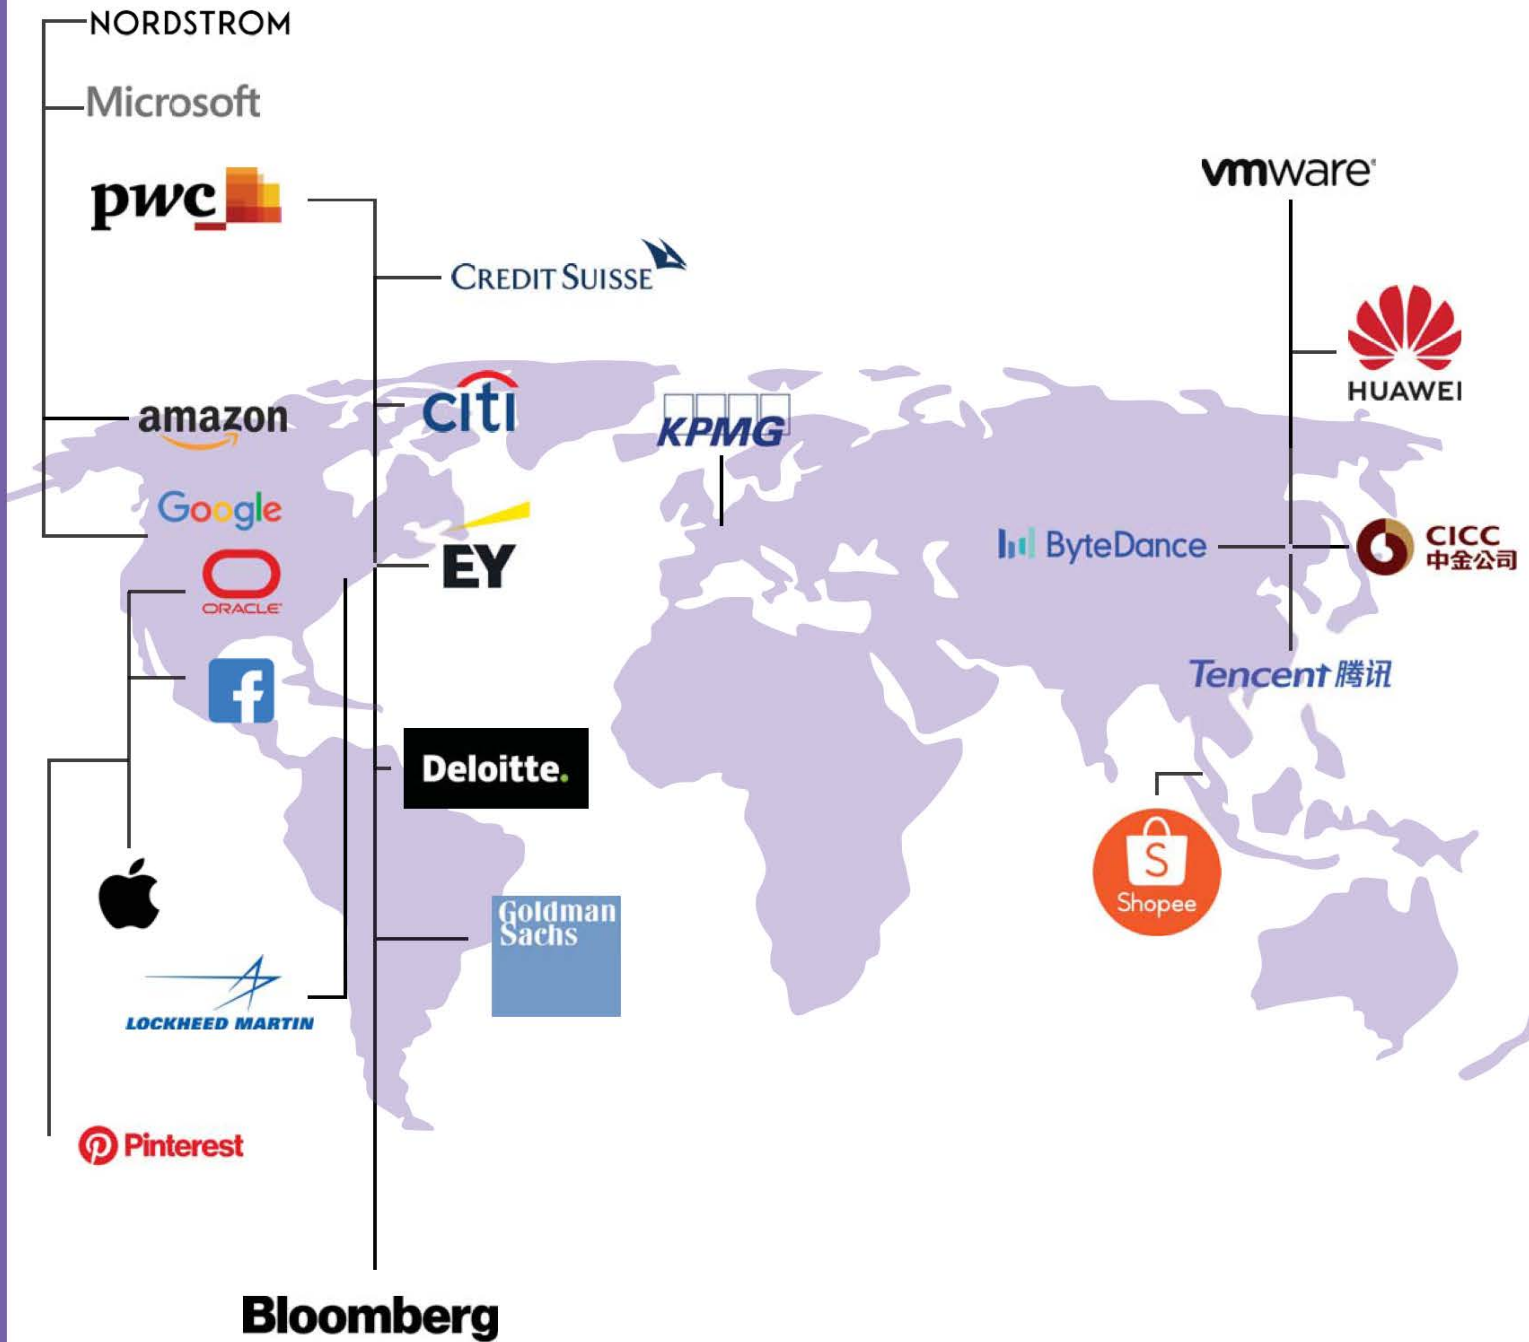 NORDSTROM
Microsoft
pwc
vmware®
CREDIT SUISSE
HUAWEI
amazon
citi
KPMG
Google
EY
ByteDance
CICC
中金公司
ORACLE
f
Tencent 腾讯
Deloitte.
S
Shopee
Goldman
Sachs
LOCKHEED MARTIN
Pinterest
Bloomberg